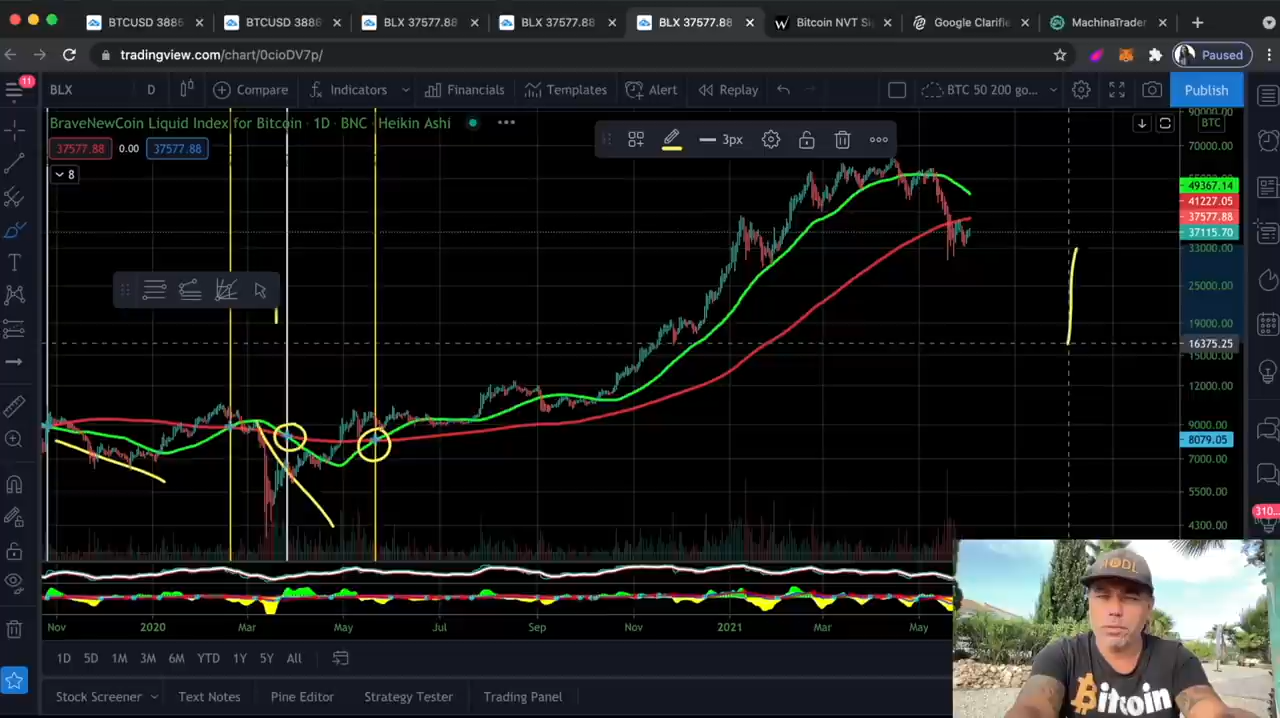 BTCUSD 3885 BTCUSD 3886 BLX 37577.88 BLX 37577.88 BLX 37577.88 Bitcoin NVT Si Google Clarifie MachinaTrader
tradingview.com/chart/0cioDV7p/ Paused
11 BLX D Compare Indicators Financials Templates Alert Replay BTC 50 200 go... Publish
BraveNewCoin Liquid Index for Bitcoin · 1D · BNC · Heikin Ashi
37577.88 0.00 37577.88
8
3px
90000.00
BTC
70000.00
49367.14
41227.05
37577.88
37115.70
33000.00
25000.00
19000.00
16375.25
15000.00
12000.00
9000.00
8079.05
7000.00
5500.00
4300.00
310...
Nov 2020 Mar May Jul Sep Nov 2021 Mar May
1D 5D 1M 3M 6M YTD 1Y 5Y All
Stock Screener Text Notes Pine Editor Strategy Tester Trading Panel
HODL
Bitcoin